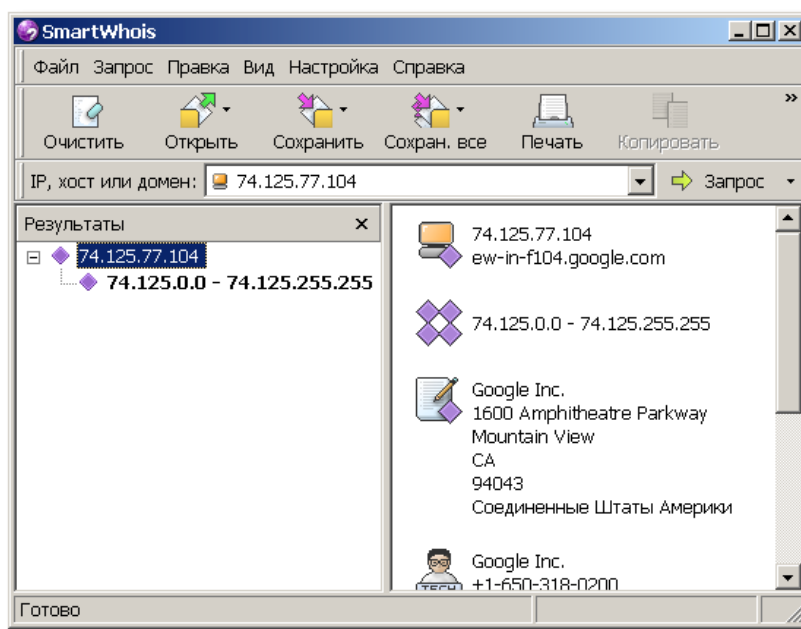 SmartWhois
Файл Запрос Правка Вид Настройка Справка
Очистить Открыть Сохранить Сохран. все Печать Копировать »
IP, хост или домен: 74.125.77.104 Запрос
Результаты x
74.125.77.104
74.125.0.0 - 74.125.255.255
74.125.77.104
ew-in-f104.google.com
74.125.0.0 - 74.125.255.255
Google Inc.
1600 Amphitheatre Parkway
Mountain View
CA
94043
Соединенные Штаты Америки
Google Inc.
TECH +1-650-318-0200
Готово